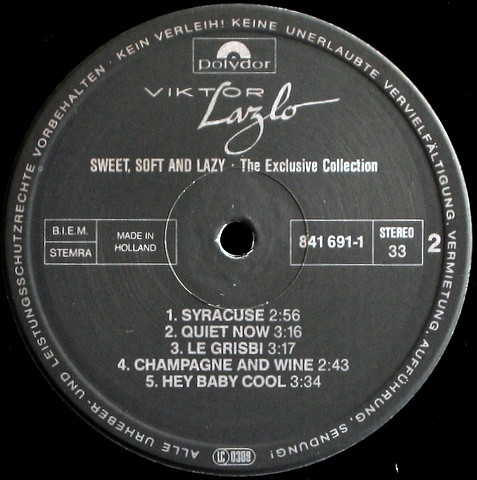 ALLE URHEBER- UND LEISTUNGSSCHUTZRECHTE VORBEHALTEN · KEIN VERLEIH! KEINE UNERLAUBTE VERVIELFÄLTIGUNG, VERMIETUNG, AUFFÜHRUNG, SENDUNG!
Polydor
VIKTOR
Lazlo
SWEET, SOFT AND LAZY · The Exclusive Collection
B.I.E.M.
STEMRA
MADE IN
HOLLAND
841 691-1
STEREO
33
2
1. SYRACUSE 2:56
2. QUIET NOW 3:16
3. LE GRISBI 3:17
4. CHAMPAGNE AND WINE 2:43
5. HEY BABY COOL 3:34
LC 0309